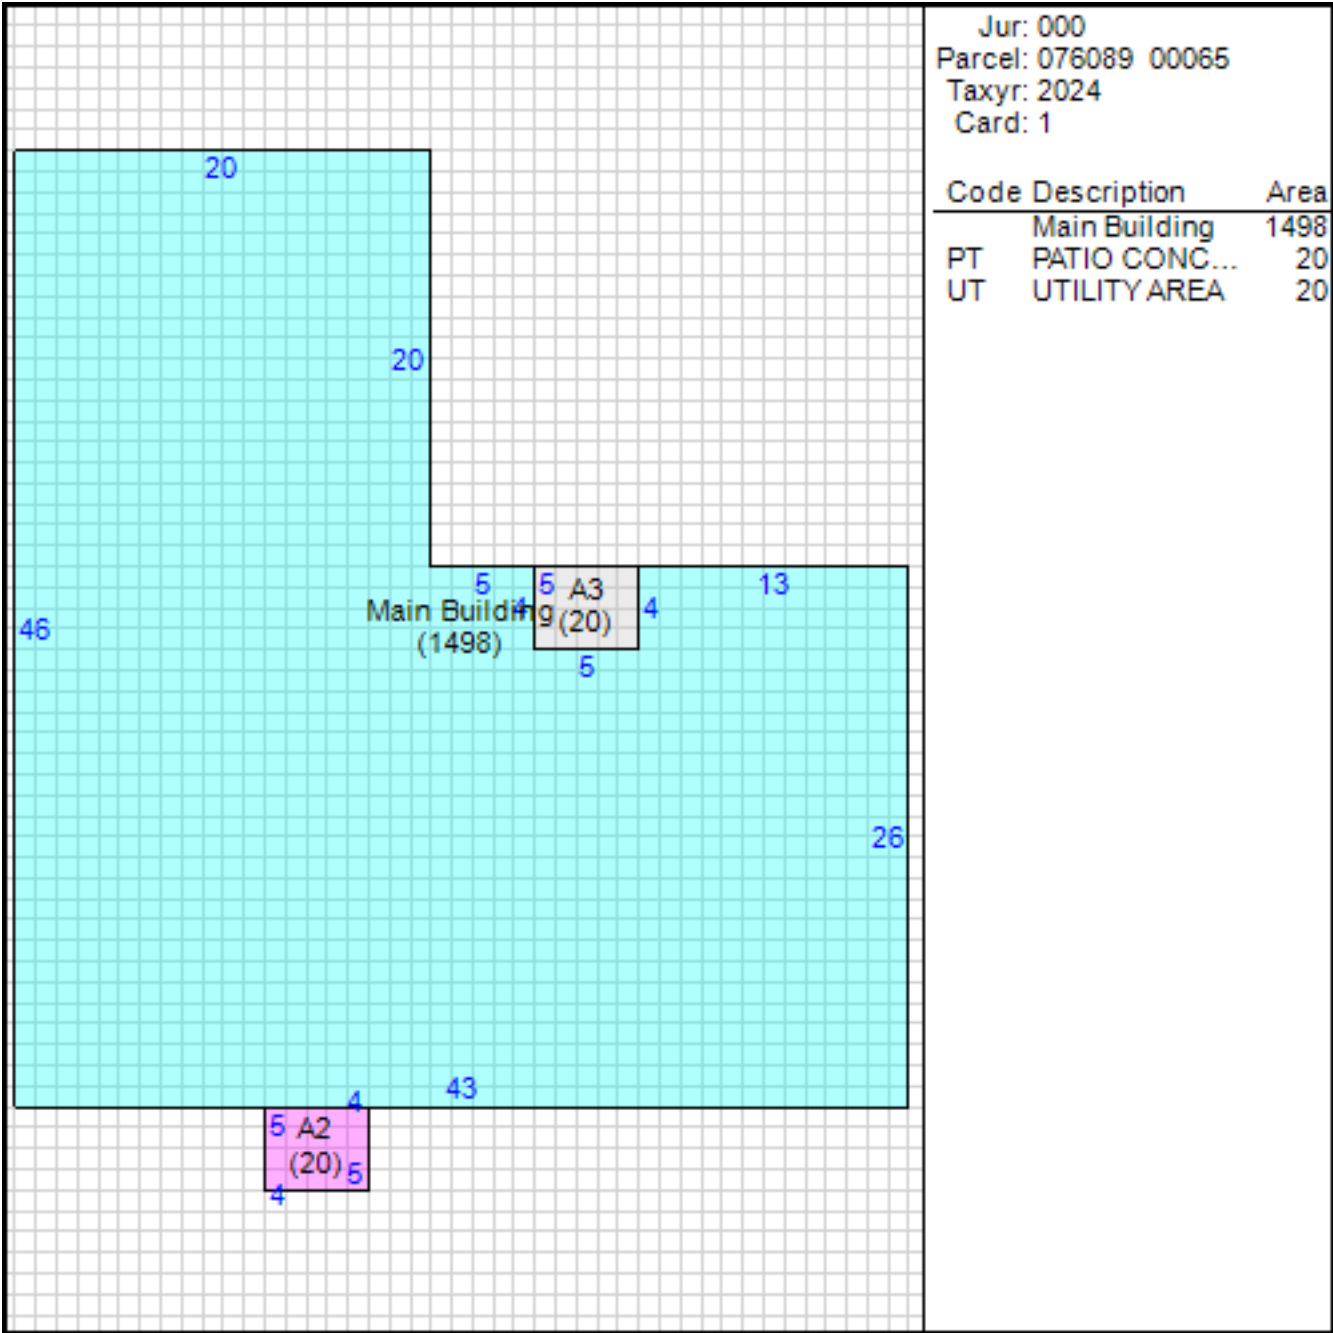 Jur: 000
Parcel: 076089 00065
Taxyr: 2024
Card: 1
Code Description Area
Main Building 1498
PT PATIO CONC... 20
UT UTILITY AREA 20
20
20
5
5
A3
13
Main Building
4
(20)
4
46
(1498)
5
26
43
4
5
A2
(20)
5
4